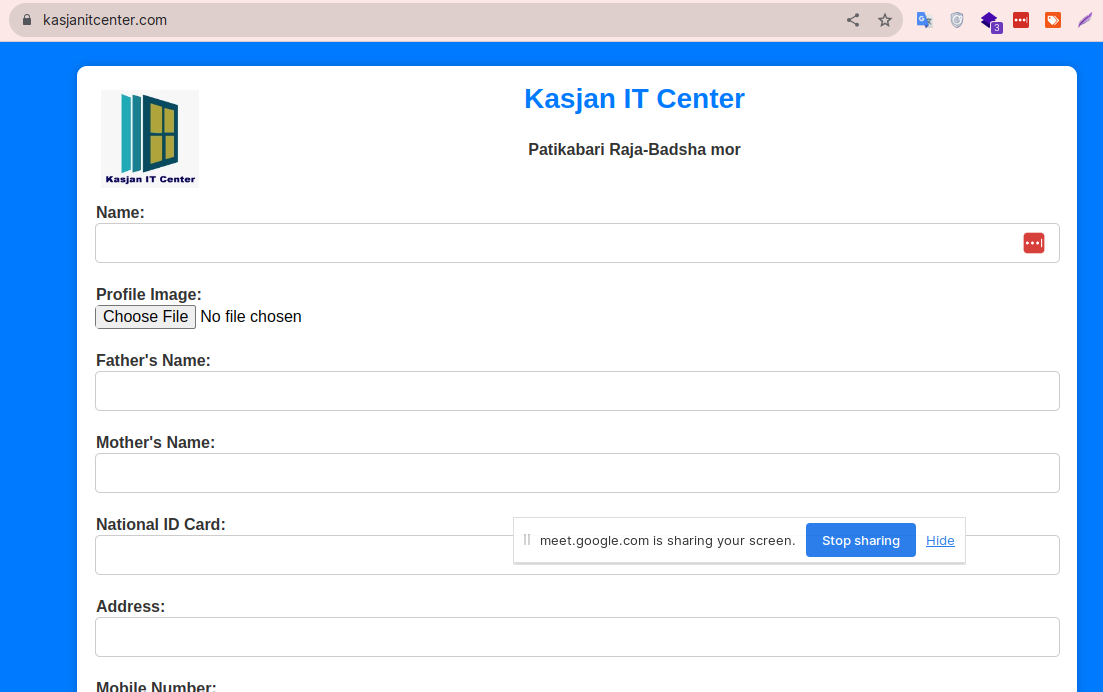 kasjanitcenter.com
3
Kasjan IT Center
Patikabari Raja-Badsha mor
Kasjan IT Center
Name:
Profile Image:
Choose File No file chosen
Father's Name:
Mother's Name:
National ID Card:
meet.google.com is sharing your screen. Stop sharing Hide
Address:
Mobile Number: